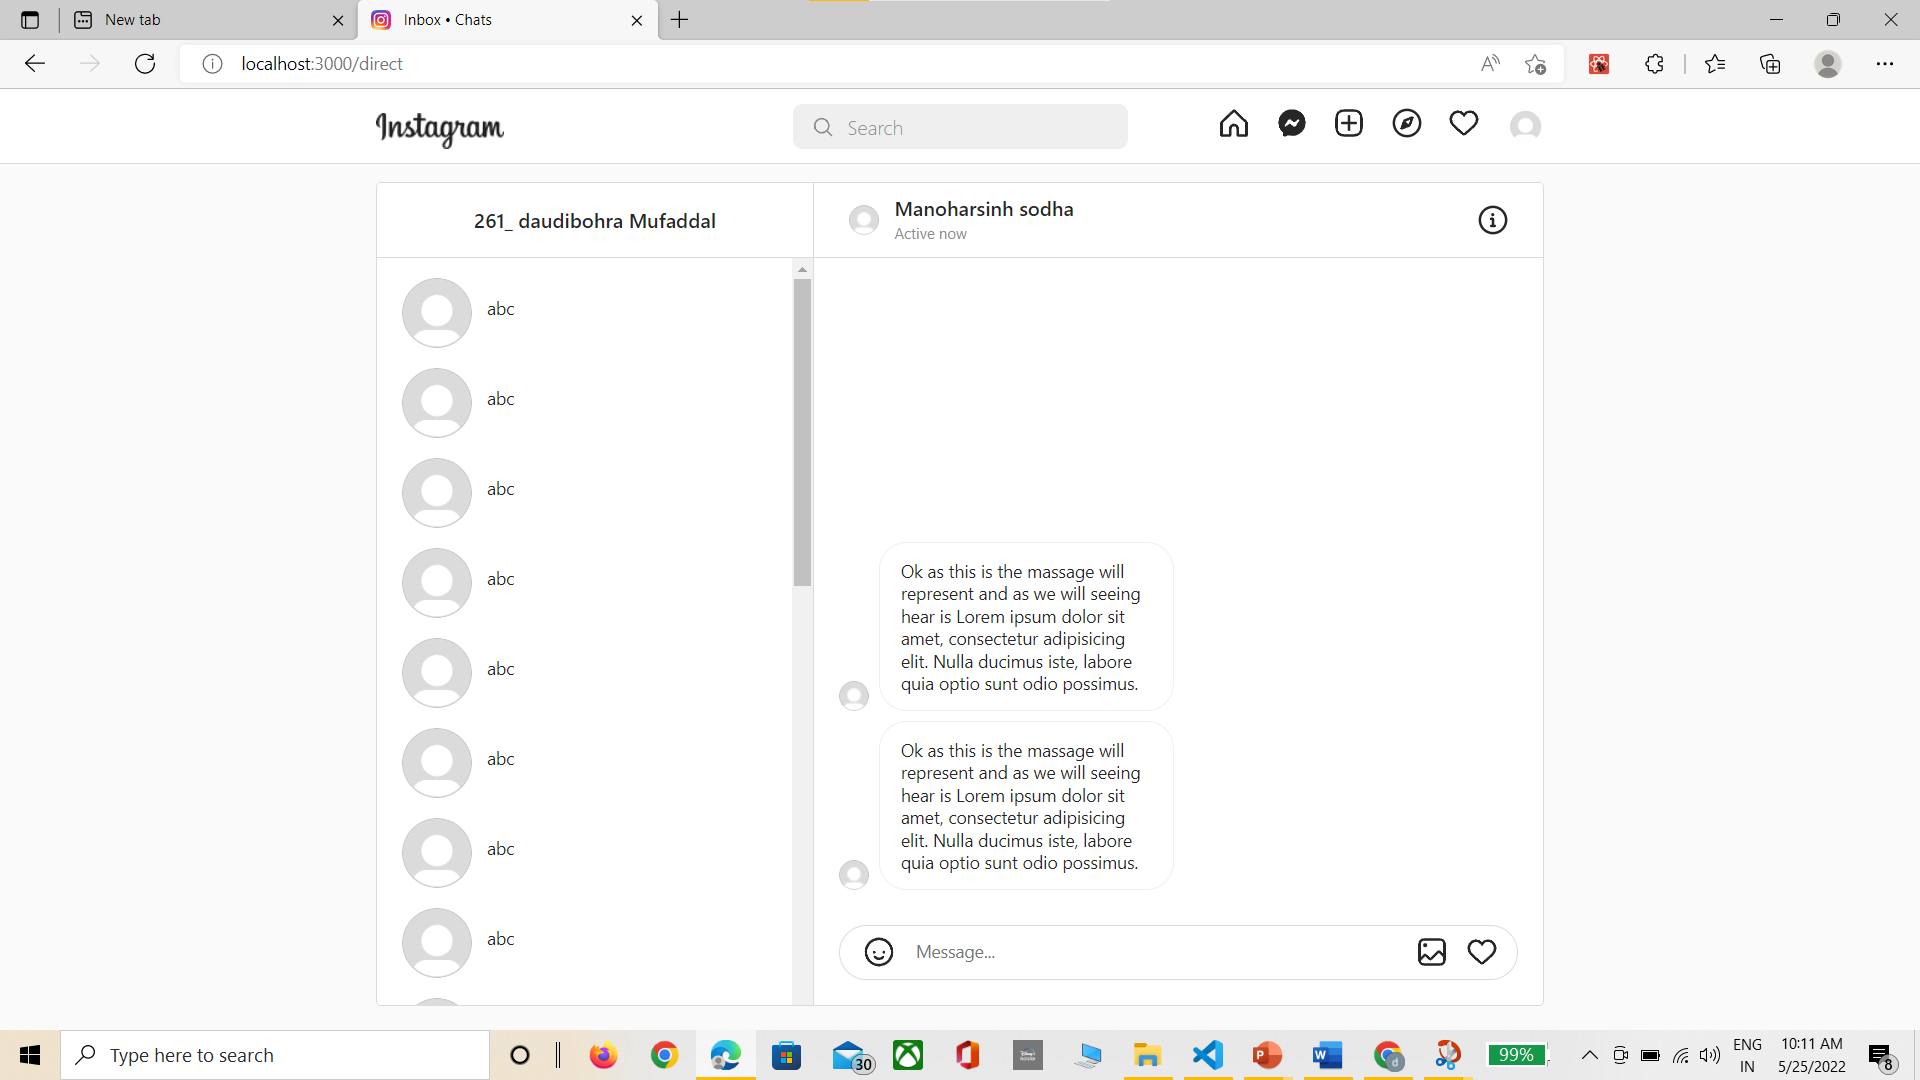 New tab
Inbox • Chats
localhost:3000/direct
Instagram
Search
261_ daudibohra Mufaddal
Manoharsinh sodha
Active now
abc
abc
abc
abc
abc
abc
abc
abc
Ok as this is the massage will
represent and as we will seeing
hear is Lorem ipsum dolor sit
amet, consectetur adipisicing
elit. Nulla ducimus iste, labore
quia optio sunt odio possimus.
Ok as this is the massage will
represent and as we will seeing
hear is Lorem ipsum dolor sit
amet, consectetur adipisicing
elit. Nulla ducimus iste, labore
quia optio sunt odio possimus.
Message...
Type here to search
30
99%
ENG
IN
10:11 AM
5/25/2022
8